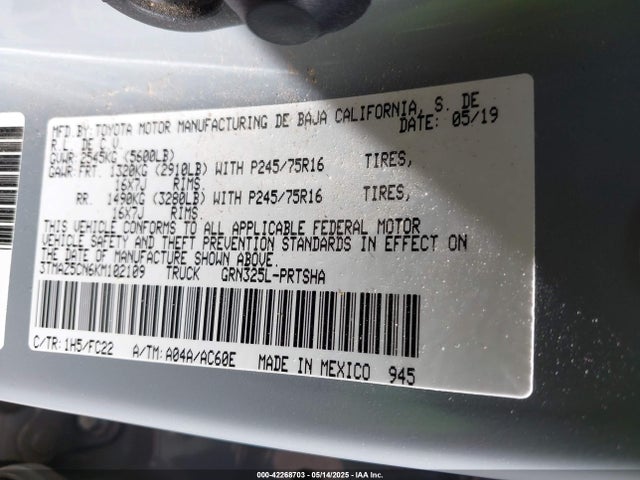 MFD.BY:TOYOTA MOTOR MANUFACTURING DE BAJA CALIFORNIA, S. DE
R.L. DE C.V. DATE: 05/19
GVWR 2545KG (5600LB)
GAWR:FRT. 1320KG (2910LB) WITH P245/75R16 TIRES,
16X7J RIMS.
RR. 1490KG (3280LB) WITH P245/75R16 TIRES,
16X7J RIMS.
THIS VEHICLE CONFORMS TO ALL APPLICABLE FEDERAL MOTOR
VEHICLE SAFETY AND THEFT PREVENTION STANDARDS IN EFFECT ON
THE DATE OF MANUFACTURE SHOWN ABOVE.
3TMAZ5CN6KM102109 TRUCK GRN325L-PRTSHA
C/TR: 1H5/FC22 A/TM: A04A/AC60E MADE IN MEXICO 945
000-42268703 - 05/14/2025 - IAA Inc.